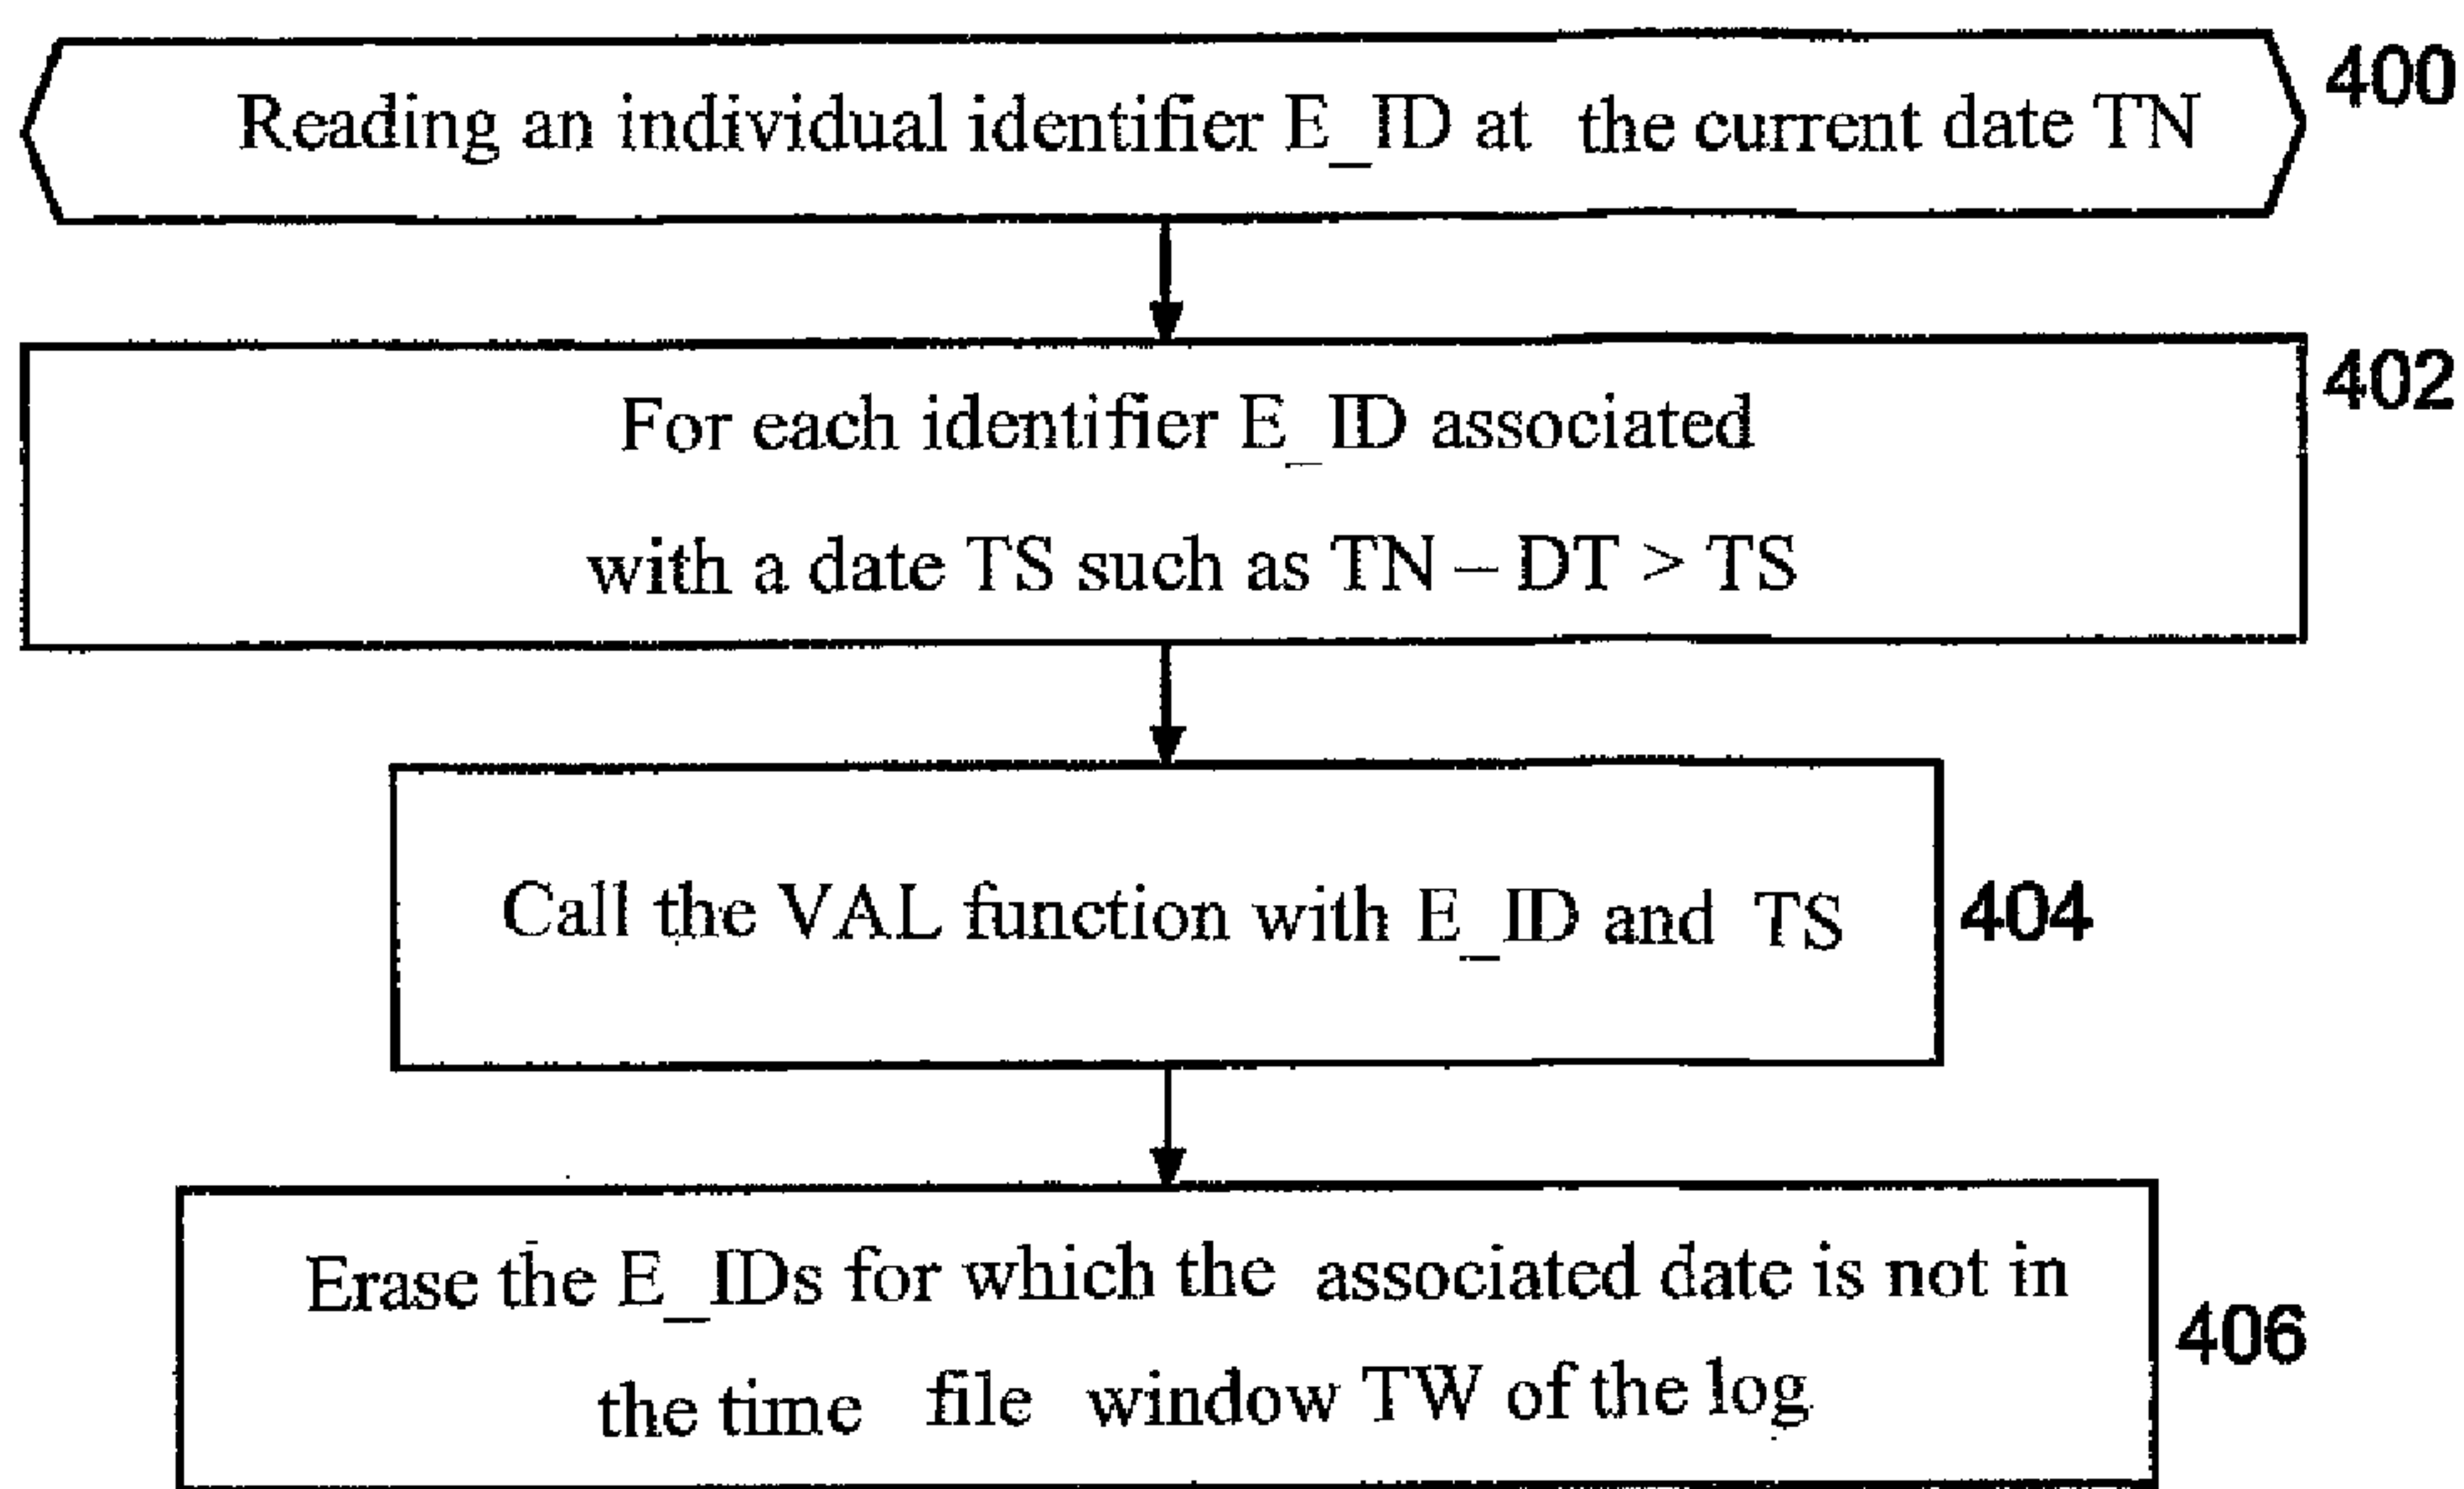 Reading an individual identifier E_ID at the current date TN
400
For each identifier E_ID associated
402
with a date TS such as TN – DT > TS
Call the VAL function with E_ID and TS
404
Erase the E_IDs for which the associated date is not in
the time file window TW of the log
406